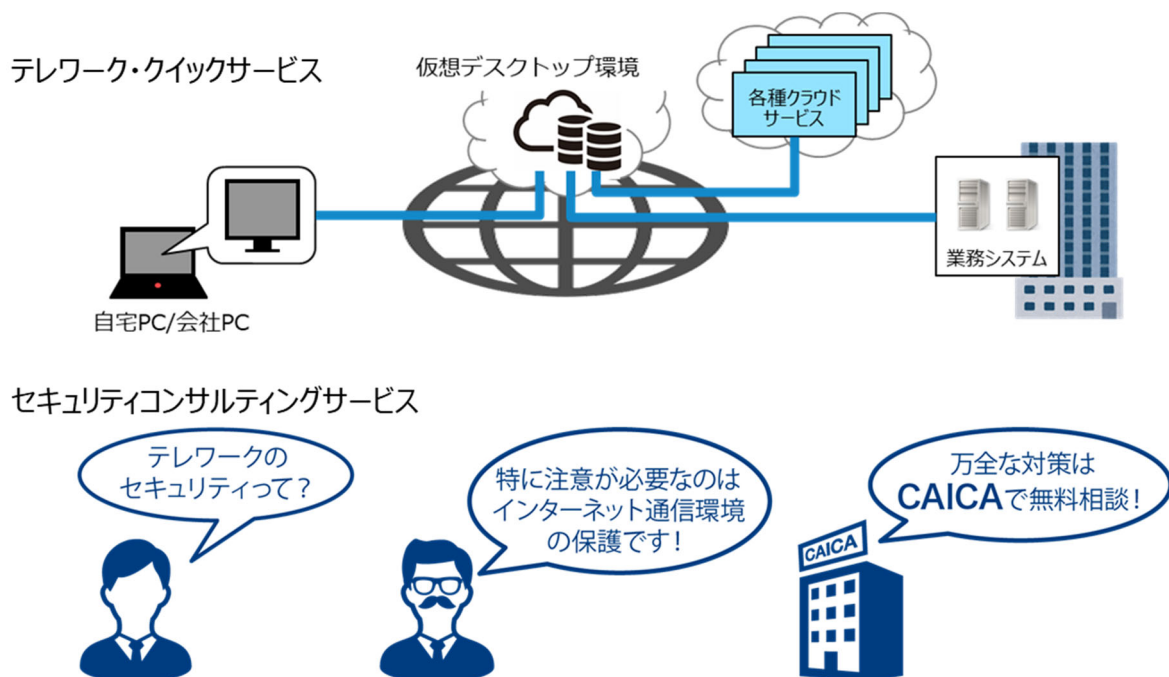 テレワーク・クイックサービス
仮想デスクトップ環境
各種クラウド
サービス
業務システム
自宅PC/会社PC
セキュリティコンサルティングサービス
テレワークの
セキュリティって？
特に注意が必要なのは
インターネット通信環境
の保護です！
万全な対策は
CAICAで無料相談！
CAICA